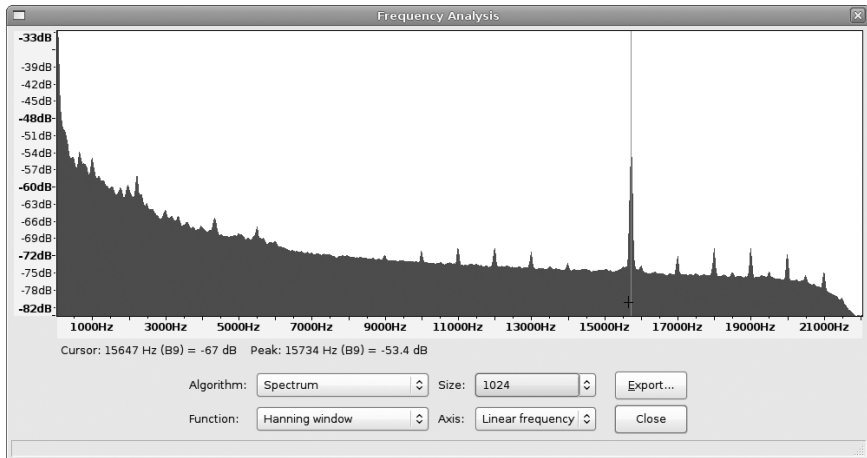 Frequency Analysis
-33dB
-39dB
-42dB
-45dB
-48dB
-51dB
-54dB
-57dB
-60dB
-63dB
-66dB
-69dB
-72dB
-75dB
-78dB
-82dB
1000Hz 3000Hz 5000Hz 7000Hz 9000Hz 11000Hz 13000Hz 15000Hz 17000Hz 19000Hz 21000Hz
Cursor: 15647 Hz (B9) = -67 dB Peak: 15734 Hz (B9) = -53.4 dB
Algorithm: Spectrum Size: 1024 Export...
Function: Hanning window Axis: Linear frequency Close